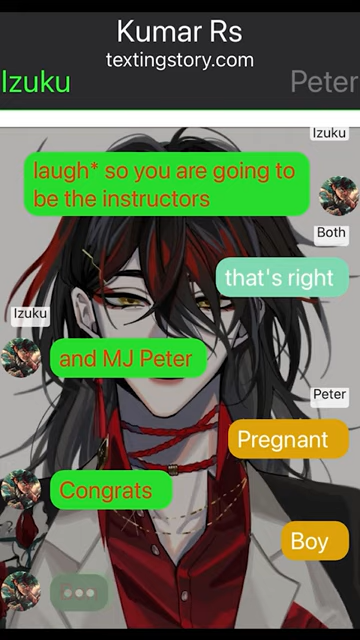 Kumar Rs
textingstory.com
Izuku Peter
Izuku
laugh* so you are going to
be the instructors
Both
that's right
Izuku
and MJ Peter
Peter
Pregnant
Congrats
Boy